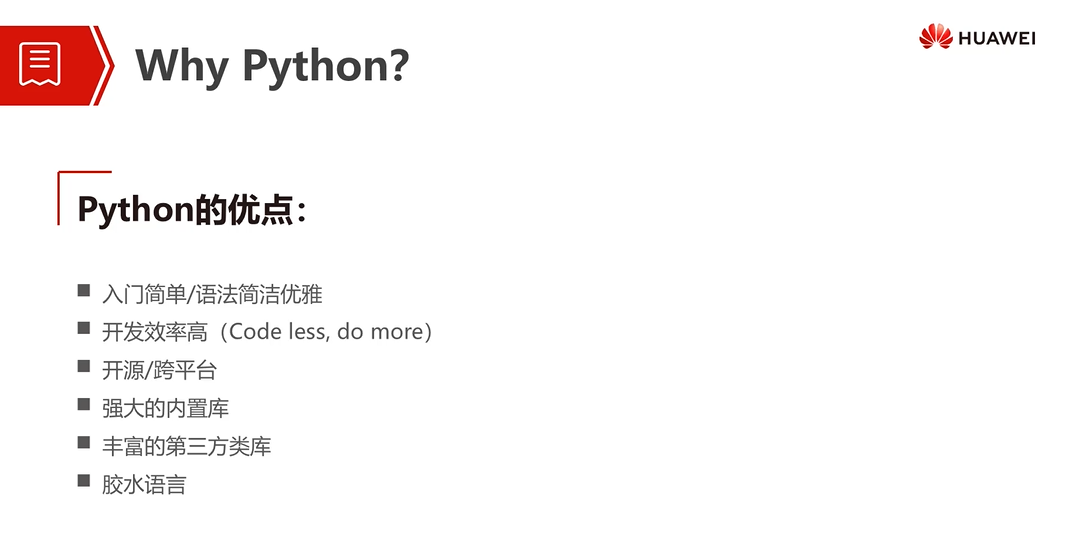 Why Python?
HUAWEI
Python的优点：
入门简单/语法简洁优雅
开发效率高（Code less, do more）
开源/跨平台
强大的内置库
丰富的第三方类库
胶水语言